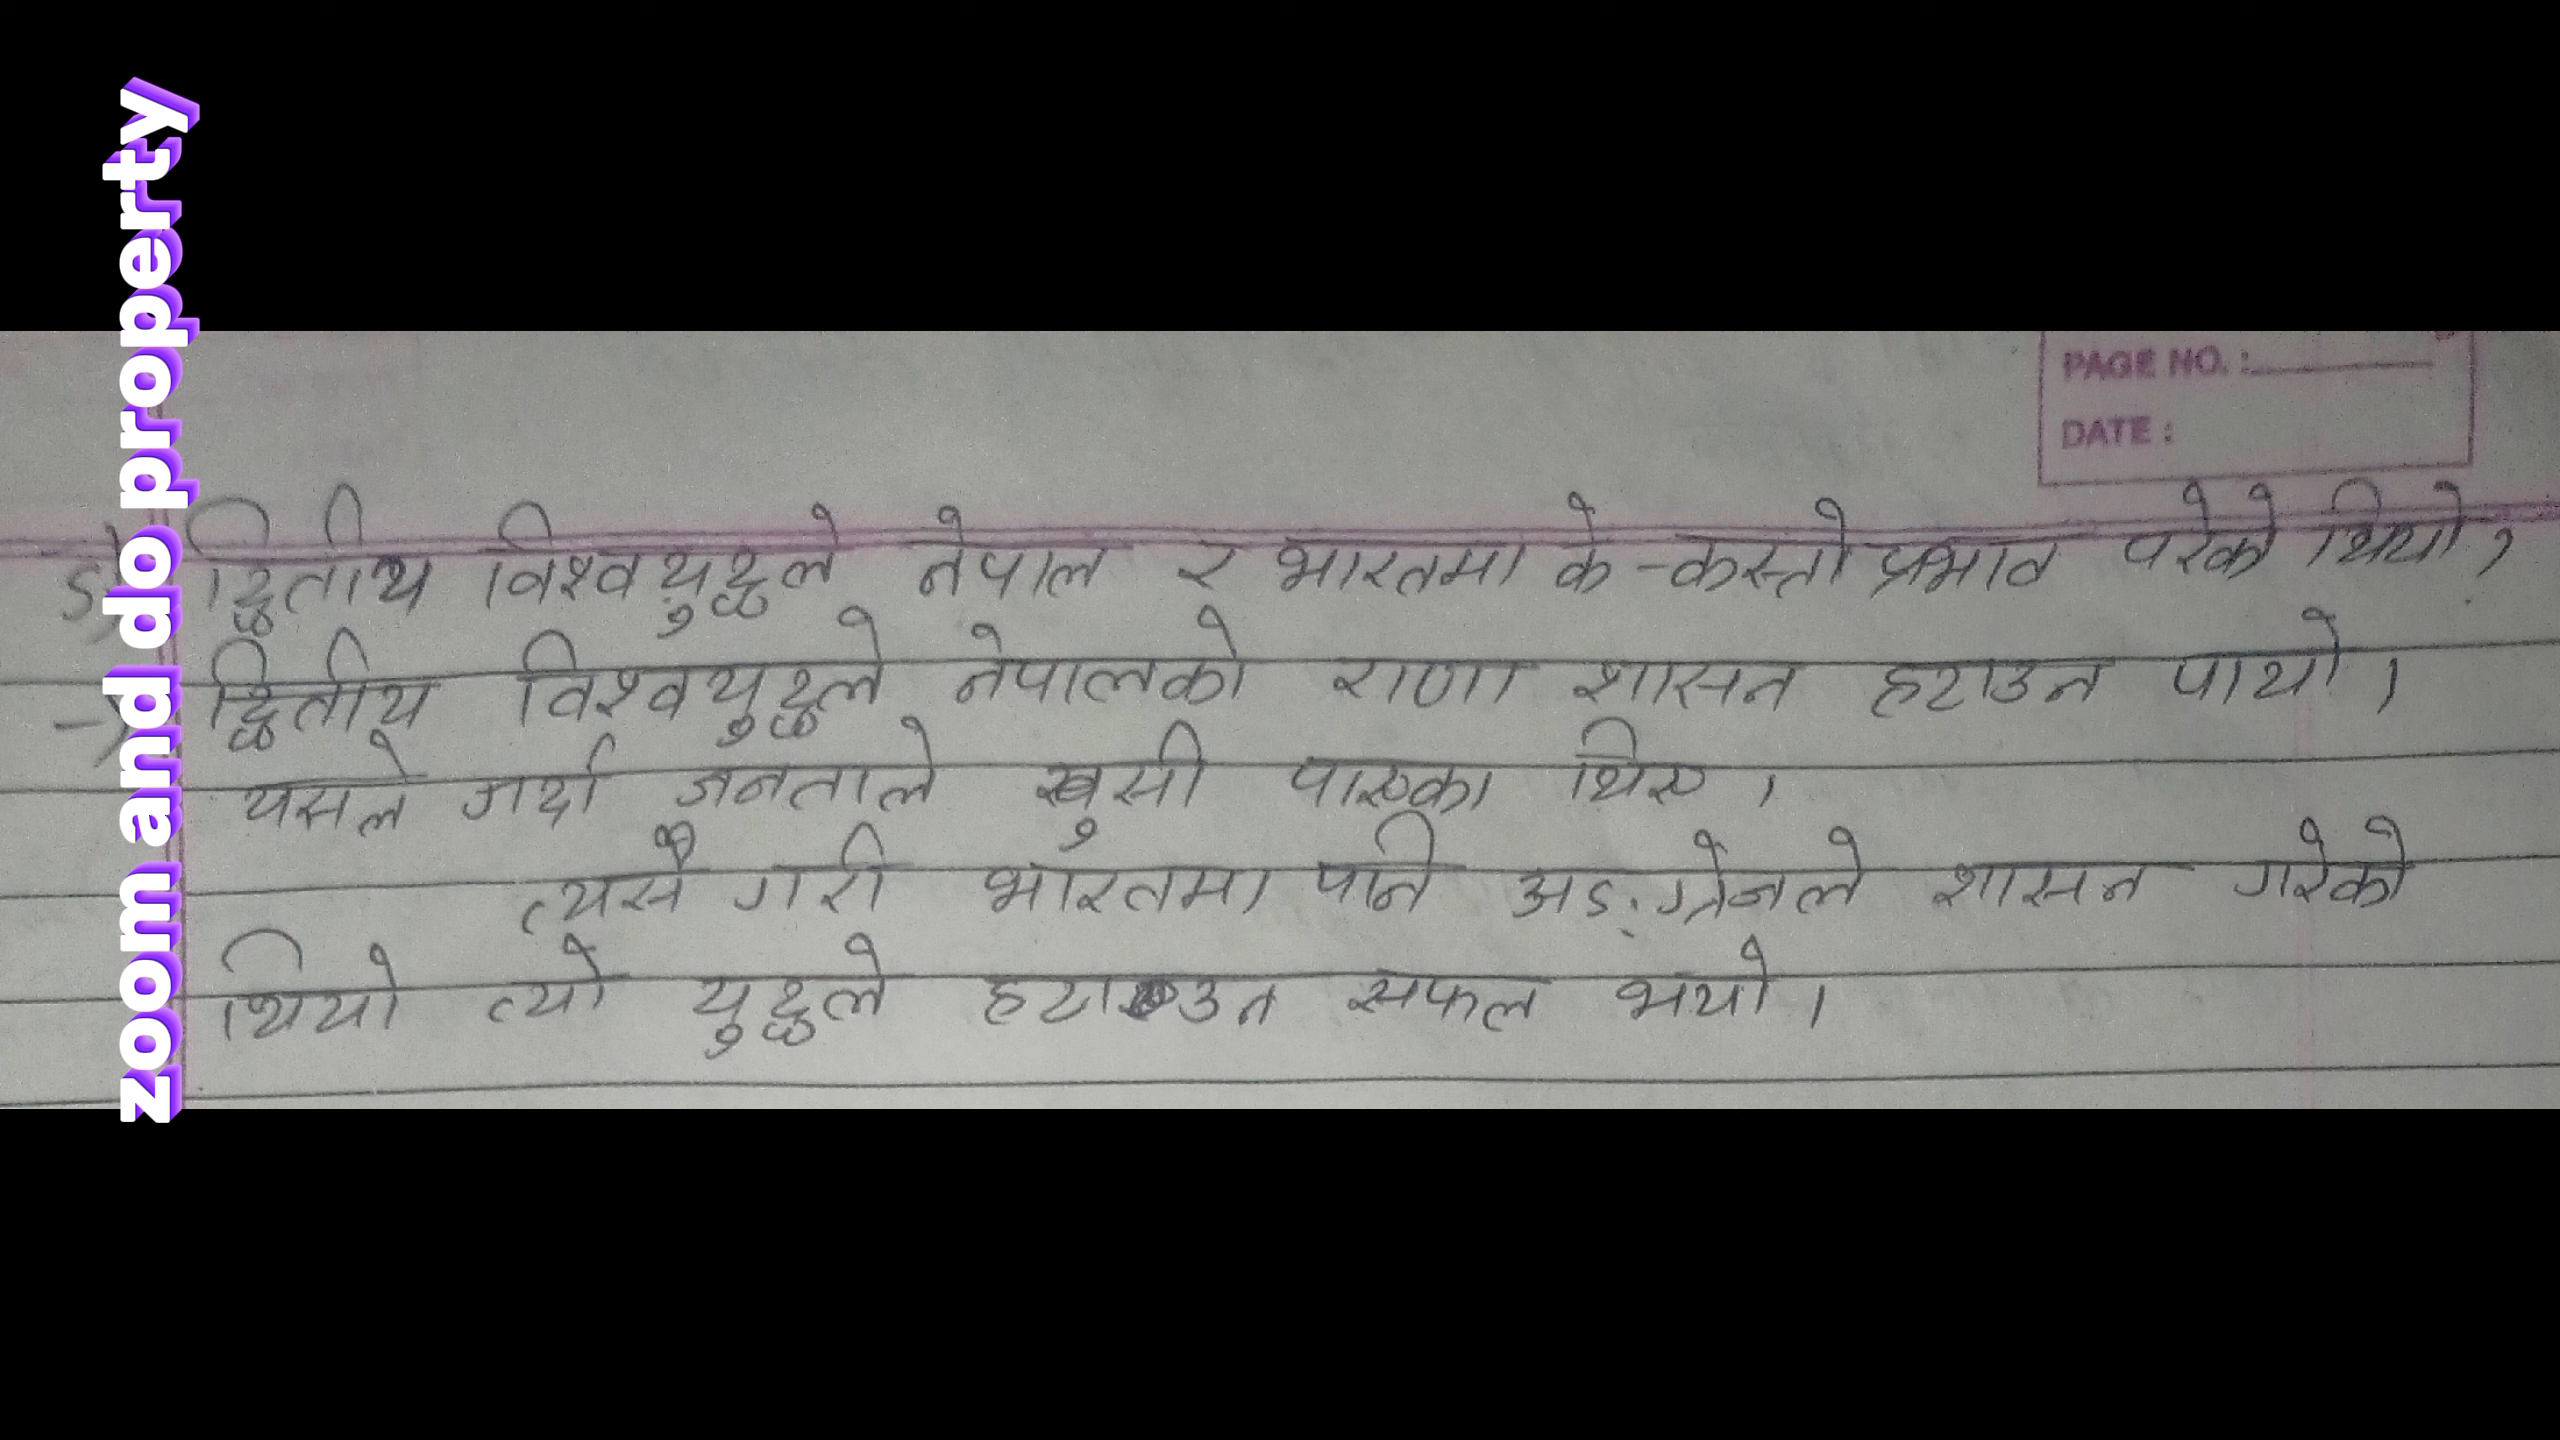 zoom and do property
PAGE NO. :
DATE :
ङ) द्वितीय विश्वयुद्धले नेपाल र भारतमा के-कस्तो प्रभाव परेको थियो ?
→ द्वितीय विश्वयुद्धले नेपालको राणा शासन हटाउन पायो ।
यसले गर्दा जनताले खुसी पाएका थिए ।
त्यसै गरी भारतमा पनि अङ्ग्रेजले शासन गरेको
थियो त्यो युद्धले हटाउन सफल भयो ।